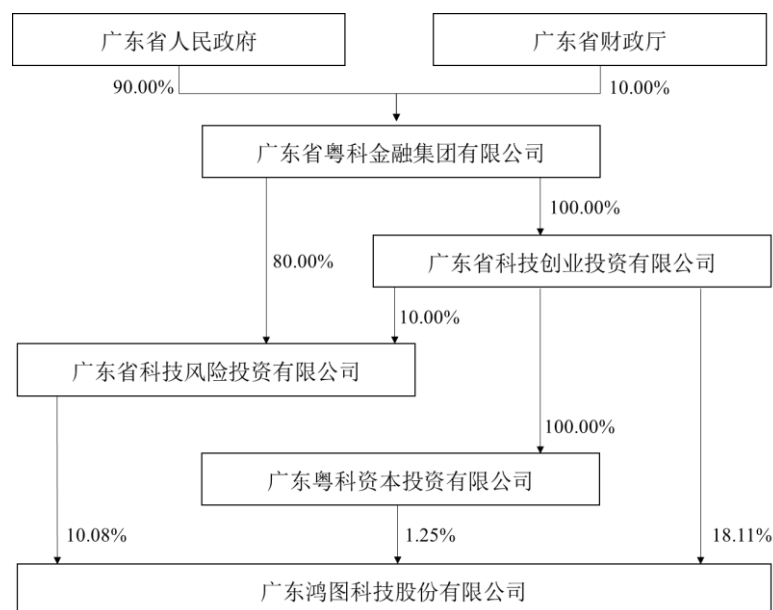 广东省人民政府
广东省财政厅
90.00%
10.00%
广东省粤科金融集团有限公司
100.00%
80.00%
广东省科技创业投资有限公司
10.00%
广东省科技风险投资有限公司
100.00%
广东粤科资本投资有限公司
10.08%
1.25%
18.11%
广东鸿图科技股份有限公司